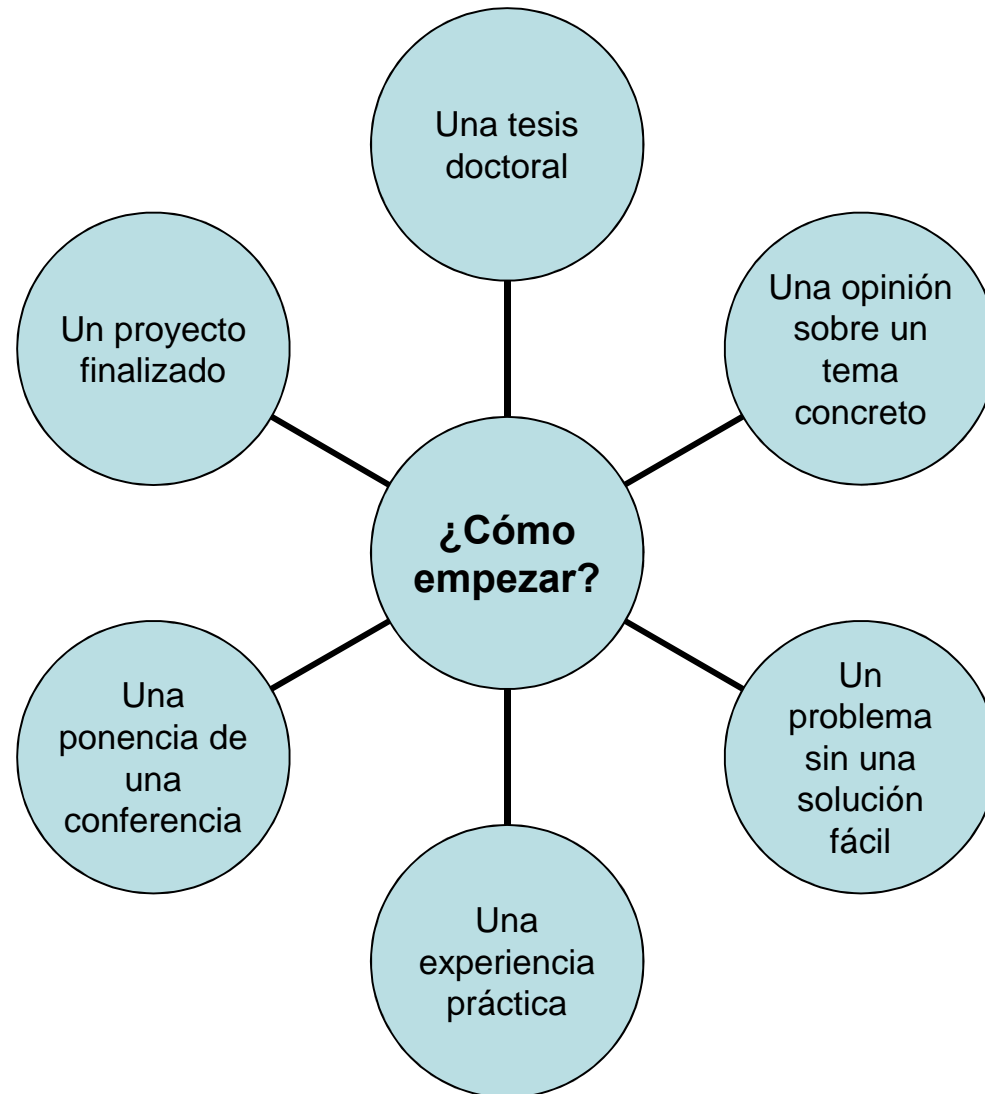 Una tesis
doctoral
Una opinión
sobre un
tema
concreto
Un proyecto
finalizado
¿Cómo
empezar?
Una
ponencia de
una
conferencia
Un
problema
sin una
solución
fácil
Una
experiencia
práctica